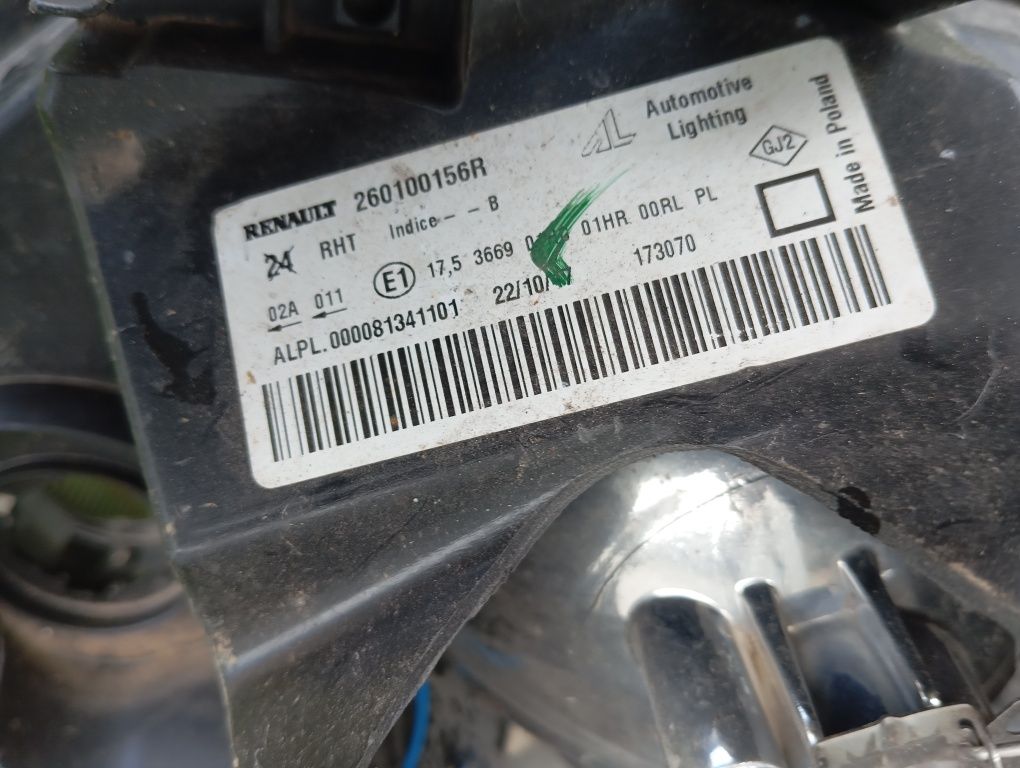 RENAULT 260100156R
AL Automotive
Lighting
24 RHT Indice-- B
GJ2
Made in Poland
E1 17,5 3669 01HR 00RL PL
02A 011
ALPL.000081341101 22/10/ 173070